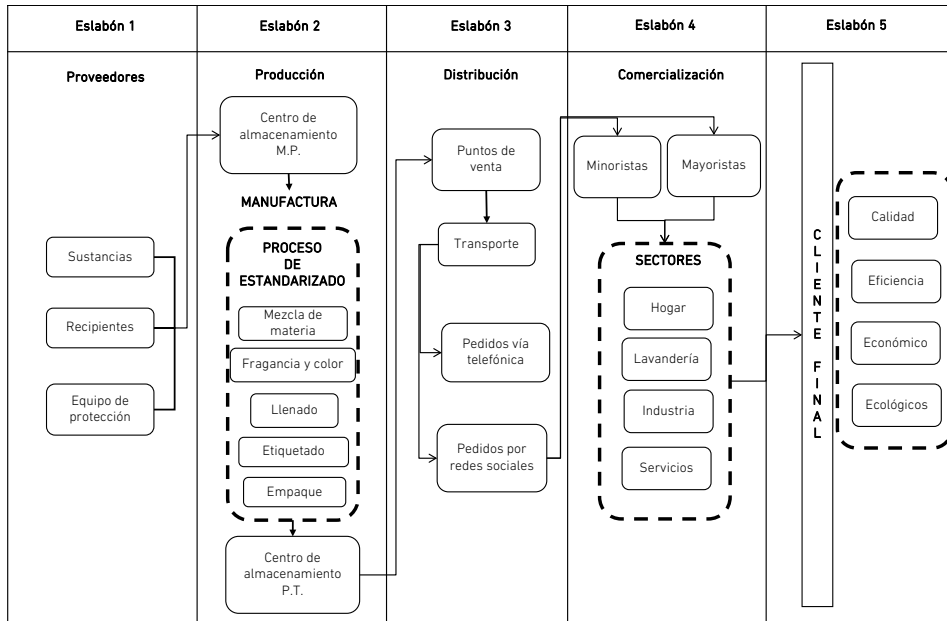 Eslabón 1
Eslabón 2
Eslabón 3
Eslabón 4
Eslabón 5
Proveedores
Sustancias
Recipientes
Equipo de
protección
Producción
Centro de
almacenamiento
M.P.
MANUFACTURA
PROCESO
DE
ESTANDARIZADO
Mezcla de
materia
Fragancia y color
Llenado
Etiquetado
Empaque
Centro de
almacenamiento
P.T.
Distribución
Puntos de
venta
Transporte
Pedidos vía
telefónica
Pedidos por
redes sociales
Comercialización
Minoristas
Mayoristas
SECTORES
Hogar
Lavandería
Industria
Servicios
CLIENTE FINAL
Calidad
Eficiencia
Económico
Ecológicos